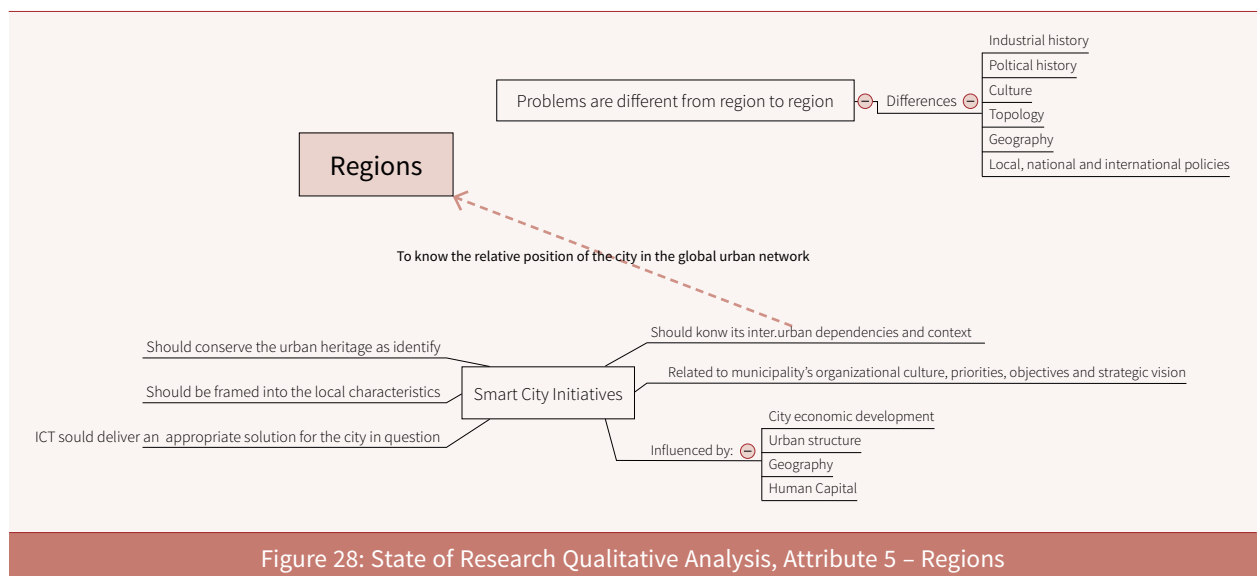 Industrial history
Poltical history
Problems are different from region to region
Differences
Culture
Topology
Geography
Local, national and international policies
Regions
To know the relative position of the city in the global urban network
Should konw its inter.urban dependencies and context
Should conserve the urban heritage as identify
Related to municipality's organizational culture, priorities, objectives and strategic vision
Should be framed into the local characteristics
Smart City Initiatives
City economic development
ICT sould deliver an appropriate solution for the city in question
Urban structure
Influenced by:
Geography
Human Capital
Figure 28: State of Research Qualitative Analysis, Attribute 5 – Regions